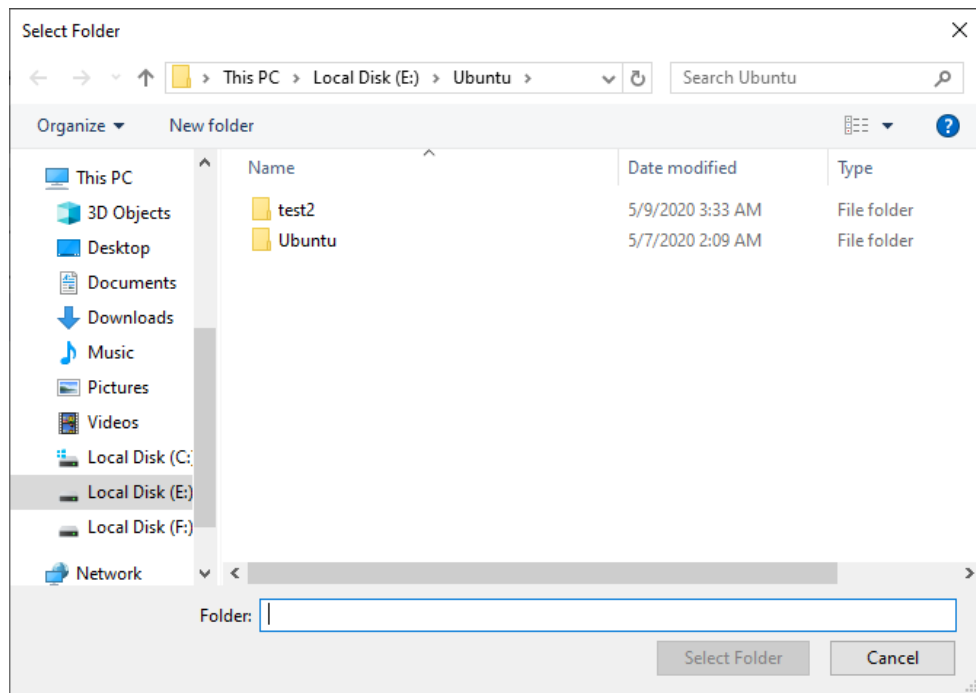 Select Folder
This PC > Local Disk (E:) > Ubuntu >
Search Ubuntu
Organize
New folder
?
Name
Date modified
Type
test2 5/9/2020 3:33 AM File folder
Ubuntu 5/7/2020 2:09 AM File folder
This PC
3D Objects
Desktop
Documents
Downloads
Music
Pictures
Videos
Local Disk (C:
Local Disk (E:)
Local Disk (F:)
Network
Folder:
Select Folder
Cancel